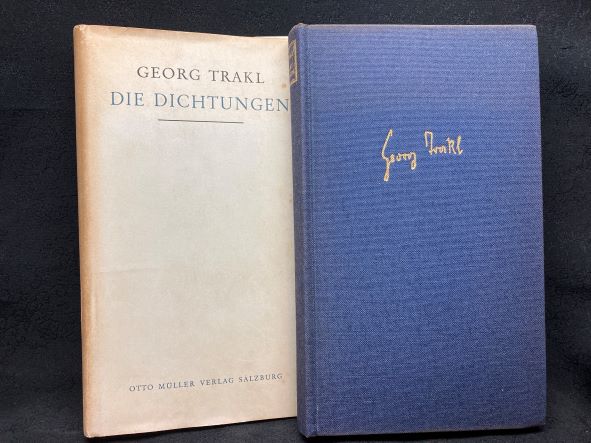 GEORG TRAKL
DIE DICHTUNGEN
OTTO MÜLLER VERLAG SALZBURG
Georg Trakl